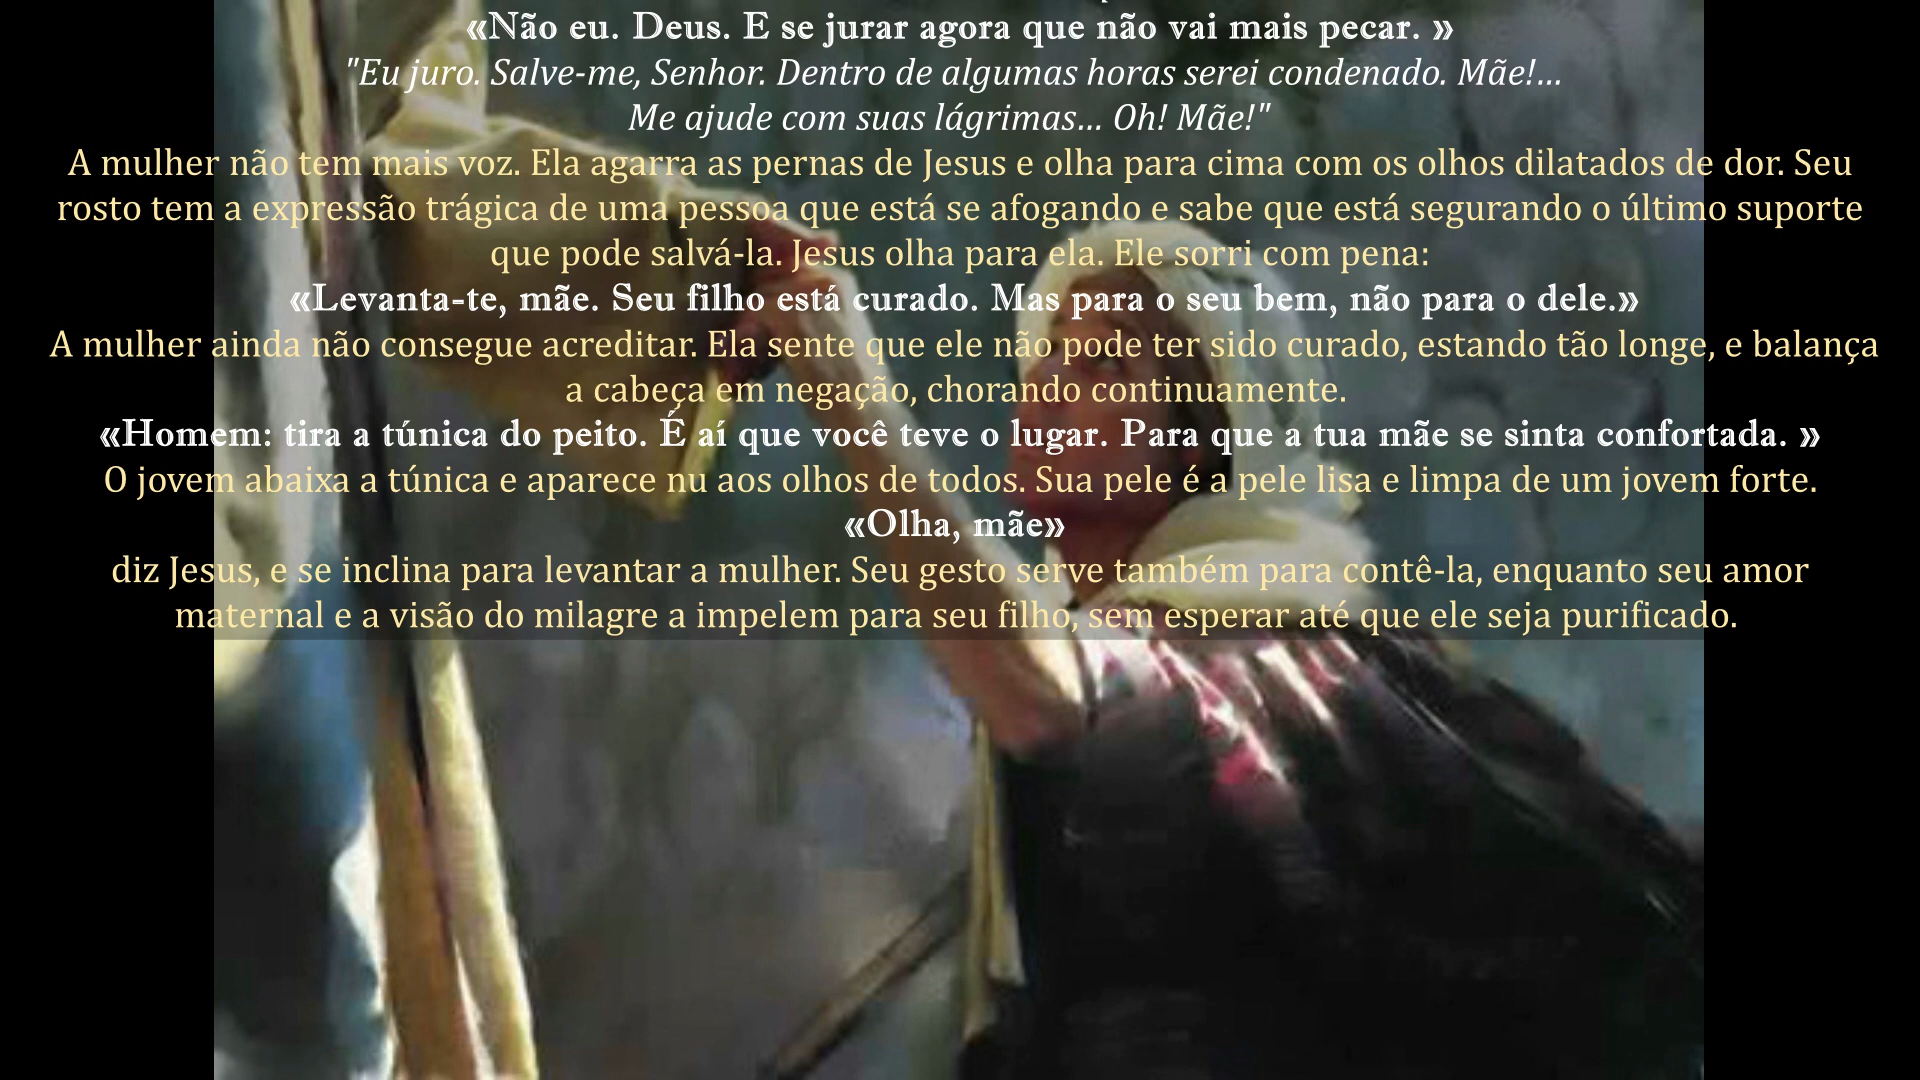 «Não eu. Deus. E se jurar agora que não vai mais pecar. »
"Eu juro. Salve-me, Senhor. Dentro de algumas horas serei condenado. Mãe!...
Me ajude com suas lágrimas... Oh! Mãe!"
A mulher não tem mais voz. Ela agarra as pernas de Jesus e olha para cima com os olhos dilatados de dor. Seu
rosto tem a expressão trágica de uma pessoa que está se afogando e sabe que está segurando o último suporte
que pode salvá-la. Jesus olha para ela. Ele sorri com pena:
«Levanta-te, mãe. Seu filho está curado. Mas para o seu bem, não para o dele.»
A mulher ainda não consegue acreditar. Ela sente que ele não pode ter sido curado, estando tão longe, e balança
a cabeça em negação, chorando continuamente.
«Homem: tira a túnica do peito. É aí que você teve o lugar. Para que a tua mãe se sinta confortada. »
O jovem abaixa a túnica e aparece nu aos olhos de todos. Sua pele é a pele lisa e limpa de um jovem forte.
«Olha, mãe»
diz Jesus, e se inclina para levantar a mulher. Seu gesto serve também para contê-la, enquanto seu amor
maternal e a visão do milagre a impelem para seu filho, sem esperar até que ele seja purificado.